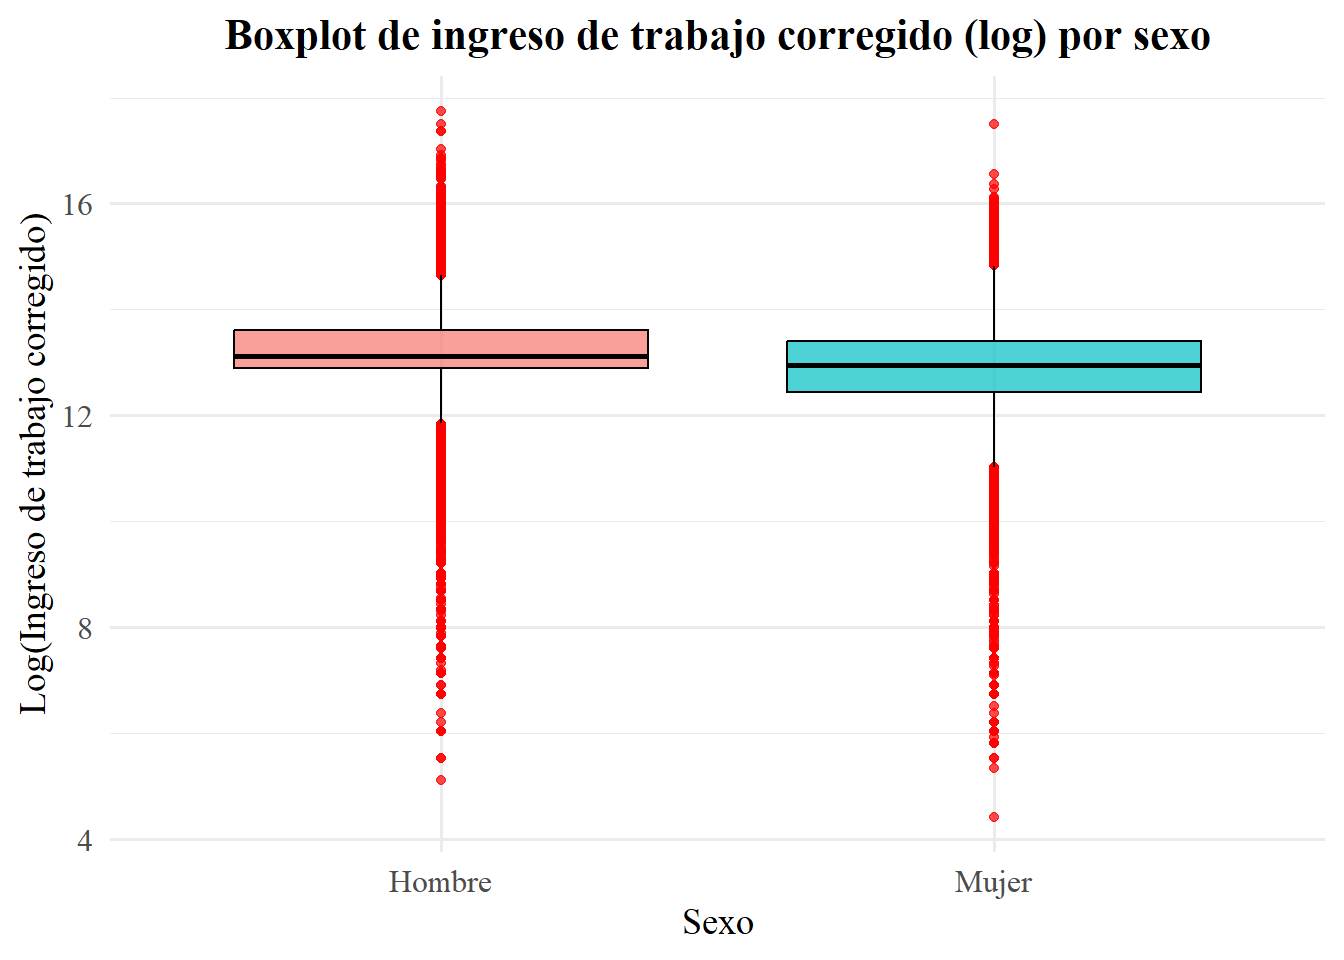 Boxplot de ingreso de trabajo corregido (log) por sexo
Log(Ingreso de trabajo corregido)
16
12
8
4
Hombre
Mujer
Sexo